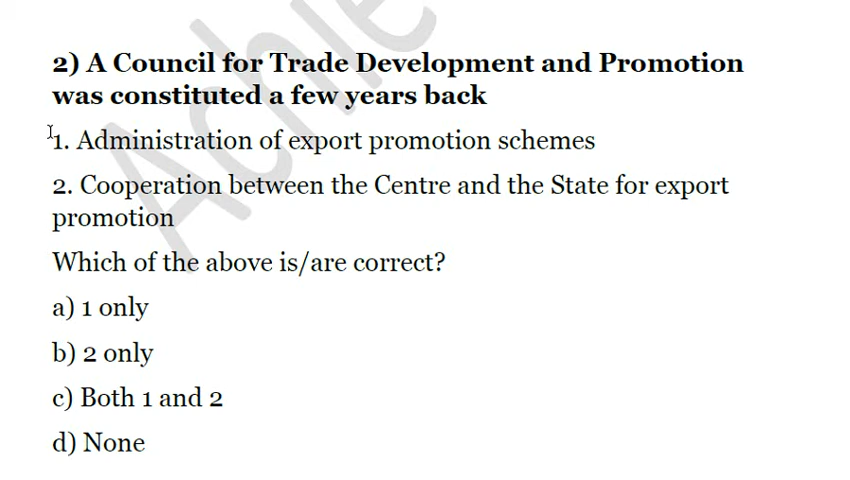 2) A Council for Trade Development and Promotion
was constituted a few years back
1. Administration of export promotion schemes
2. Cooperation between the Centre and the State for export
promotion
Which of the above is/are correct?
a) 1 only
b) 2 only
c) Both 1 and 2
d) None
Achie